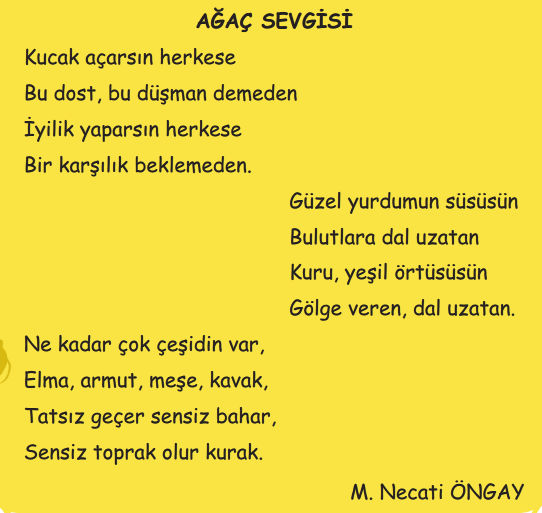 AĞAÇ SEVGİSİ
Kucak açarsın herkese
Bu dost, bu düşman demeden
İyilik yaparsın herkese
Bir karşılık beklemeden.
Güzel yurdumun süsüsün
Bulutlara dal uzatan
Kuru, yeşil örtüsüsün
Gölge veren, dal uzatan.
Ne kadar çok çeşidin var,
Elma, armut, meşe, kavak,
Tatsız geçer sensiz bahar,
Sensiz toprak olur kurak.
M. Necati ÖNGAY